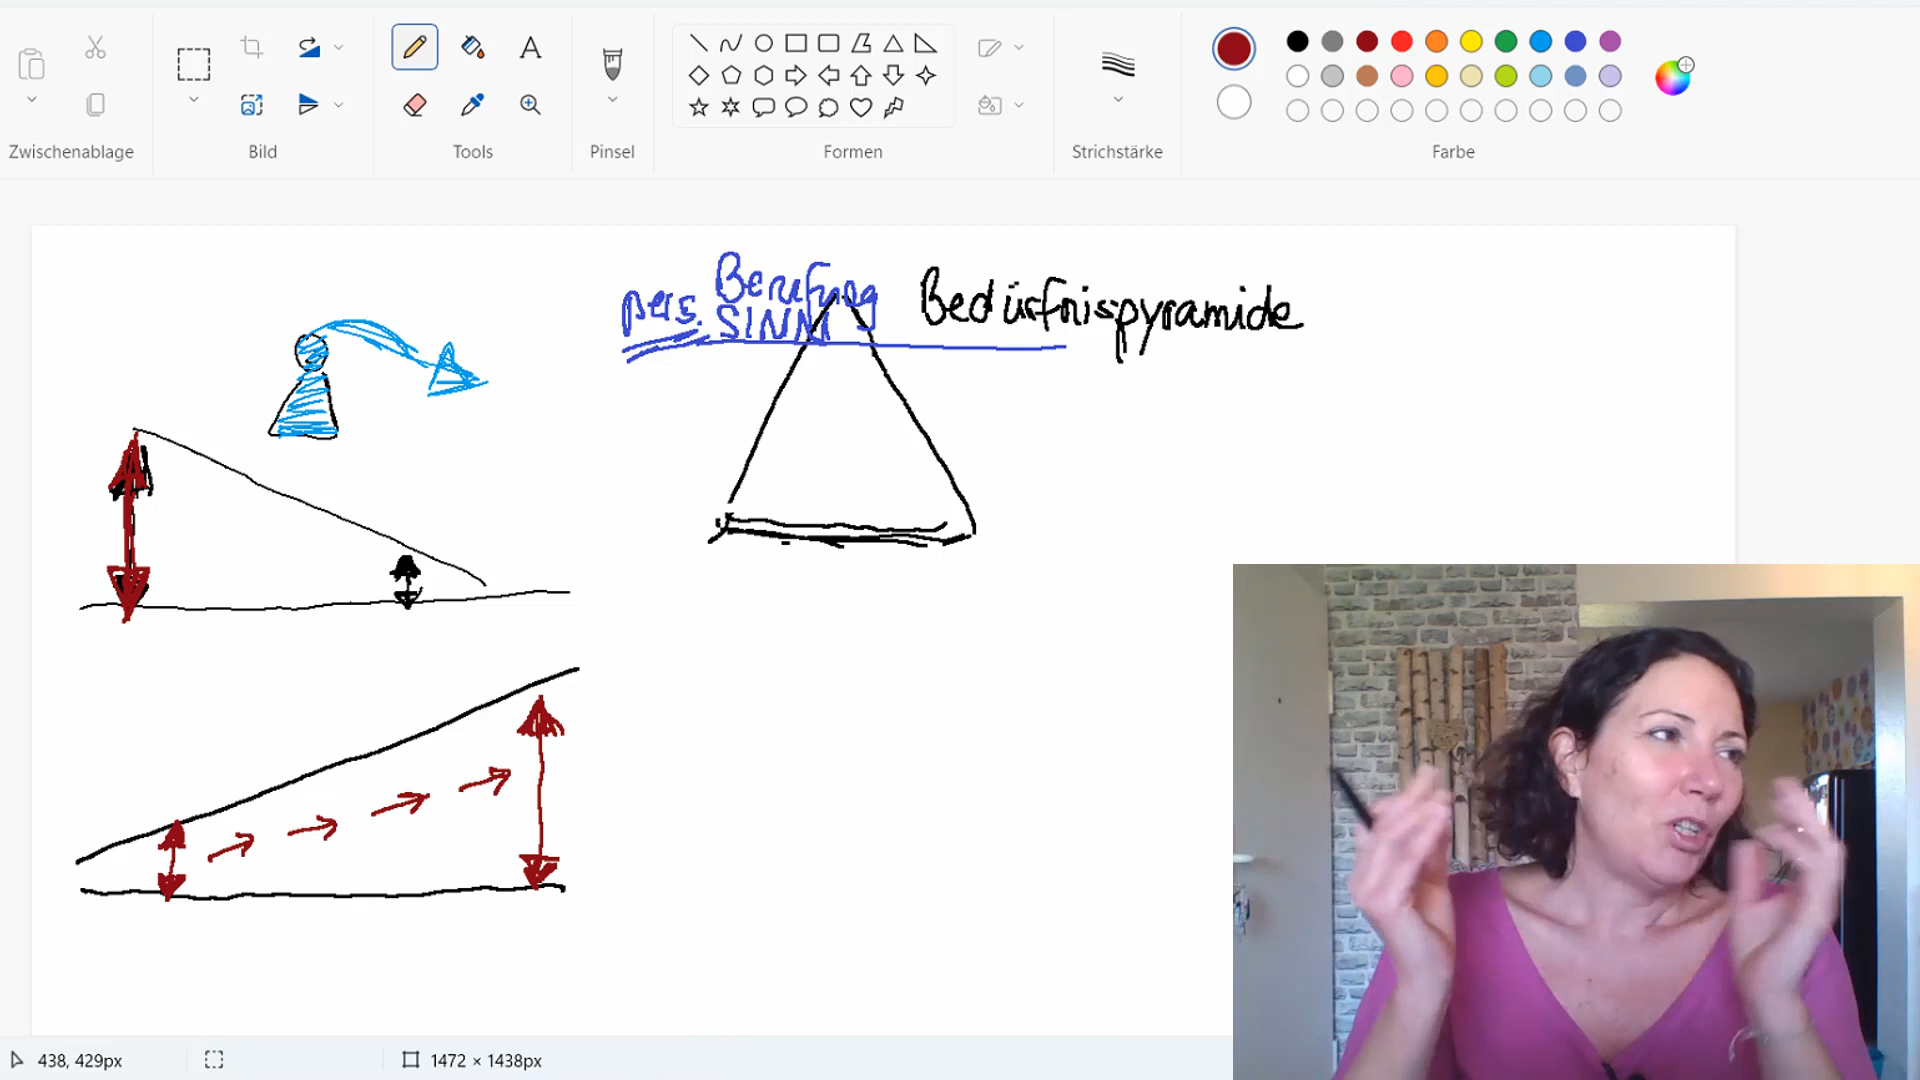 Zwischenablage
Bild
Tools
Pinsel
Formen
Strichstärke
Farbe
Berufung
pers. SINN
Bedürfnispyramide
438, 429px
1472 × 1438px